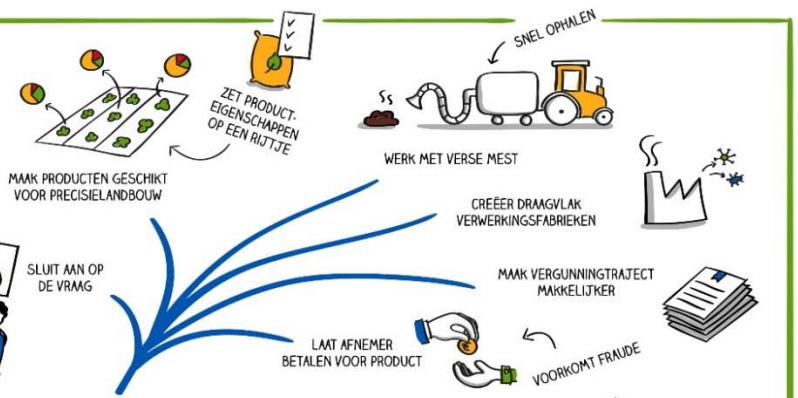 SNEL OPHALEN
ZET PRODUCT-
EIGENSCHAPPEN
OP EEN RIJTJE
WERK MET VERSE MEST
MAAK PRODUCTEN GESCHIKT
VOOR PRECISIELANDBOUW
CREËER DRAAGVLAK
VERWERKINGSFABRIEKEN
SLUIT AAN OP
DE VRAAG
MAAK VERGUNNINGTRAJECT
MAKKELIJKER
LAAT AFNEMER
BETALEN VOOR PRODUCT
VOORKOMT FRAUDE